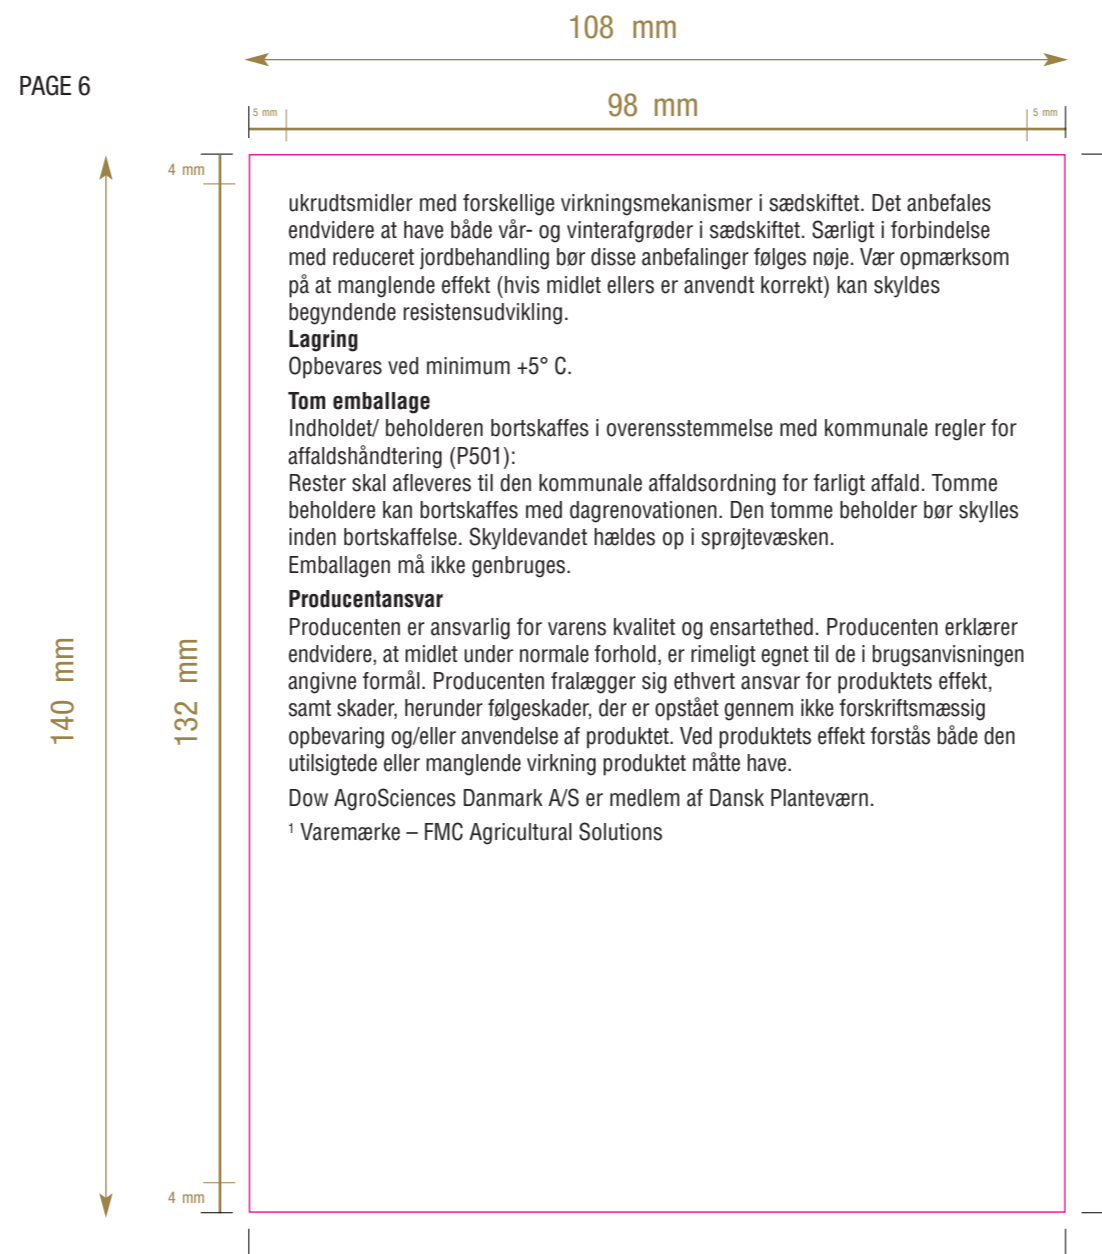 108 mm
PAGE 6
98 mm
5 mm
5 mm
4 mm
ukrudtsmidler med forskellige virkningsmekanismer i sædskiftet. Det anbefales
endvidere at have både vår- og vinterafgrøder i sædskiftet. Særligt i forbindelse
med reduceret jordbehandling bør disse anbefalinger følges nøje. Vær opmærksom
på at manglende effekt (hvis midlet ellers er anvendt korrekt) kan skyldes
begyndende resistensudvikling.
Lagring
Opbevares ved minimum +5° C.
Tom emballage
Indholdet/ beholderen bortskaffes i overensstemmelse med kommunale regler for
affaldshåndtering (P501):
Rester skal afleveres til den kommunale affaldsordning for farligt affald. Tomme
beholdere kan bortskaffes med dagrenovationen. Den tomme beholder bør skylles
inden bortskaffelse. Skyldevandet hældes op i sprøjtevæsken.
Emballagen må ikke genbruges.
Producentansvar
Producenten er ansvarlig for varens kvalitet og ensartethed. Producenten erklærer
endvidere, at midlet under normale forhold, er rimeligt egnet til de i brugsanvisningen
angivne formål. Producenten fralægger sig ethvert ansvar for produktets effekt,
samt skader, herunder følgeskader, der er opstået gennem ikke forskriftsmæssig
opbevaring og/eller anvendelse af produktet. Ved produktets effekt forstås både den
utilsigtede eller manglende virkning produktet måtte have.
Dow AgroSciences Danmark A/S er medlem af Dansk Planteværn.
¹ Varemærke – FMC Agricultural Solutions
140 mm
132 mm
4 mm